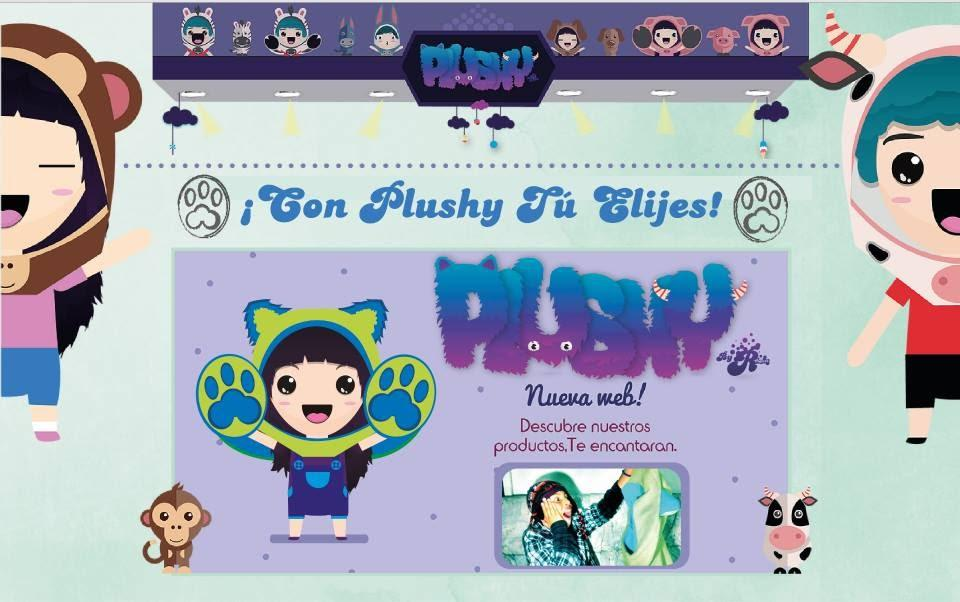 PLUSHY
¡Con Plushy Tú Elijes!
PLUSHY
Nueva web!
Descubre nuestros
productos,Te encantaran.